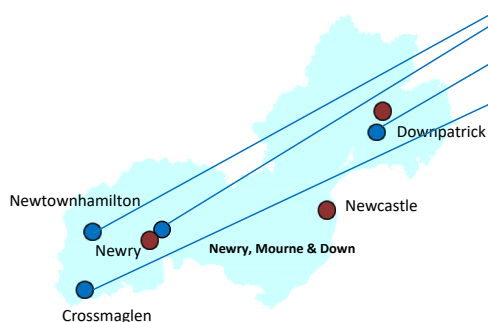 Downpatrick
Newtownhamilton
Newcastle
Newry
Newry, Mourne & Down
Crossmaglen